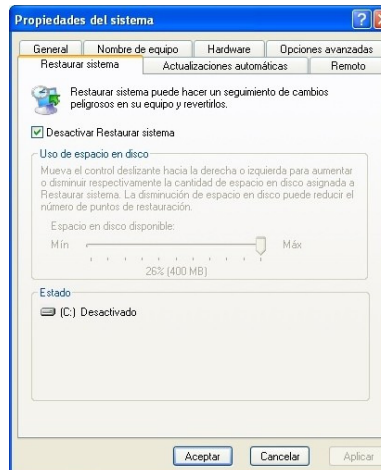 Propiedades del sistema
General Nombre de equipo Hardware Opciones avanzadas
Restaurar sistema Actualizaciones automáticas Remoto
Restaurar sistema puede hacer un seguimiento de cambios
peligrosos en su equipo y revertirlos.
Desactivar Restaurar sistema
Uso de espacio en disco
Mueva el control deslizante hacia la derecha o izquierda para aumentar
o disminuir respectivamente la cantidad de espacio en disco asignada a
Restaurar sistema. La disminución de espacio en disco puede reducir el
número de puntos de restauración.
Espacio en disco disponible:
Mín Máx
26% (400 MB)
Estado
(C:) Desactivado
Aceptar Cancelar Aplicar